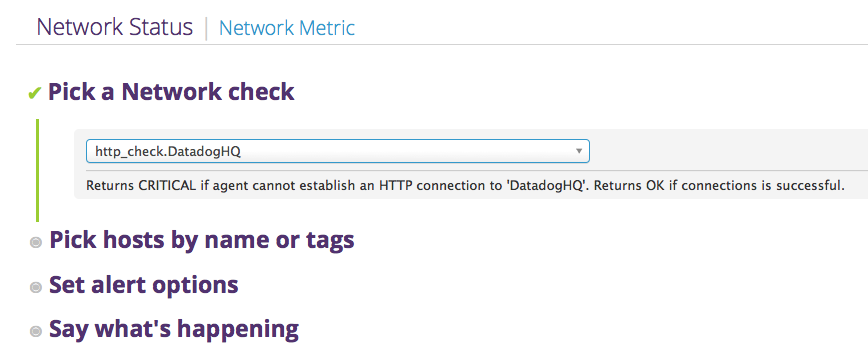 Network Status | Network Metric
✔ Pick a Network check
http_check.DatadogHQ
Returns CRITICAL if agent cannot establish an HTTP connection to 'DatadogHQ'. Returns OK if connections is successful.
Pick hosts by name or tags
Set alert options
Say what's happening